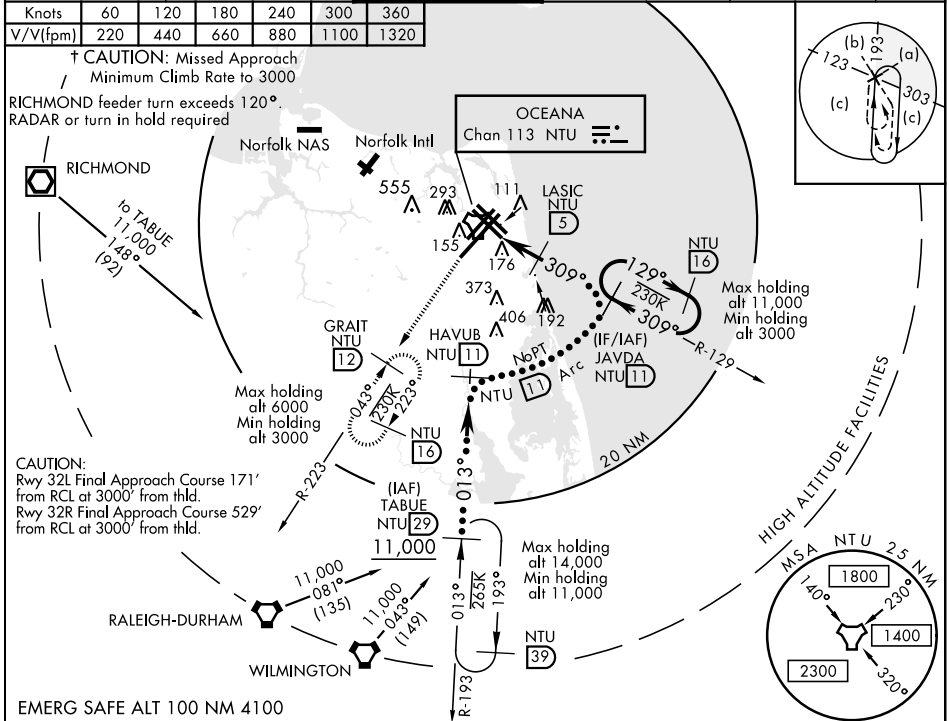 Knots 60 120 180 240 300 360
V/V(fpm) 220 440 660 880 1100 1320
† CAUTION: Missed Approach
Minimum Climb Rate to 3000
RICHMOND feeder turn exceeds 120°.
RADAR or turn in hold required
(b)
193
(a)
123
303
(c)
(c)
OCEANA
Chan 113 NTU
Norfolk NAS
Norfolk Intl
RICHMOND
to TABUE
11,000
148°
(92)
555
293
111
155
176
LASIC
NTU
5
309°
373
406
192
129°
230K
309°
NTU
16
Max holding
alt 11,000
Min holding
alt 3000
R-129
(IF/IAF)
JAVDA
NTU 11
GRAIT
NTU
12
HAVUB
NTU 11
NoPT
Arc
NTU 11
043°
230K
223°
Max holding
alt 6000
Min holding
alt 3000
NTU
16
R-223
20 NM
CAUTION:
Rwy 32L Final Approach Course 171'
from RCL at 3000' from thld.
Rwy 32R Final Approach Course 529'
from RCL at 3000' from thld.
013°
(IAF)
TABUE
NTU 29
11,000
HIGH ALTITUDE FACILITIES
11,000
081°
(135)
RALEIGH-DURHAM
11,000
043°
(149)
WILMINGTON
013°
265K
193°
Max holding
alt 14,000
Min holding
alt 11,000
NTU
39
R-193
MSA NTU 25 NM
1800
140°
230°
1400
2300
320°
EMERG SAFE ALT 100 NM 4100